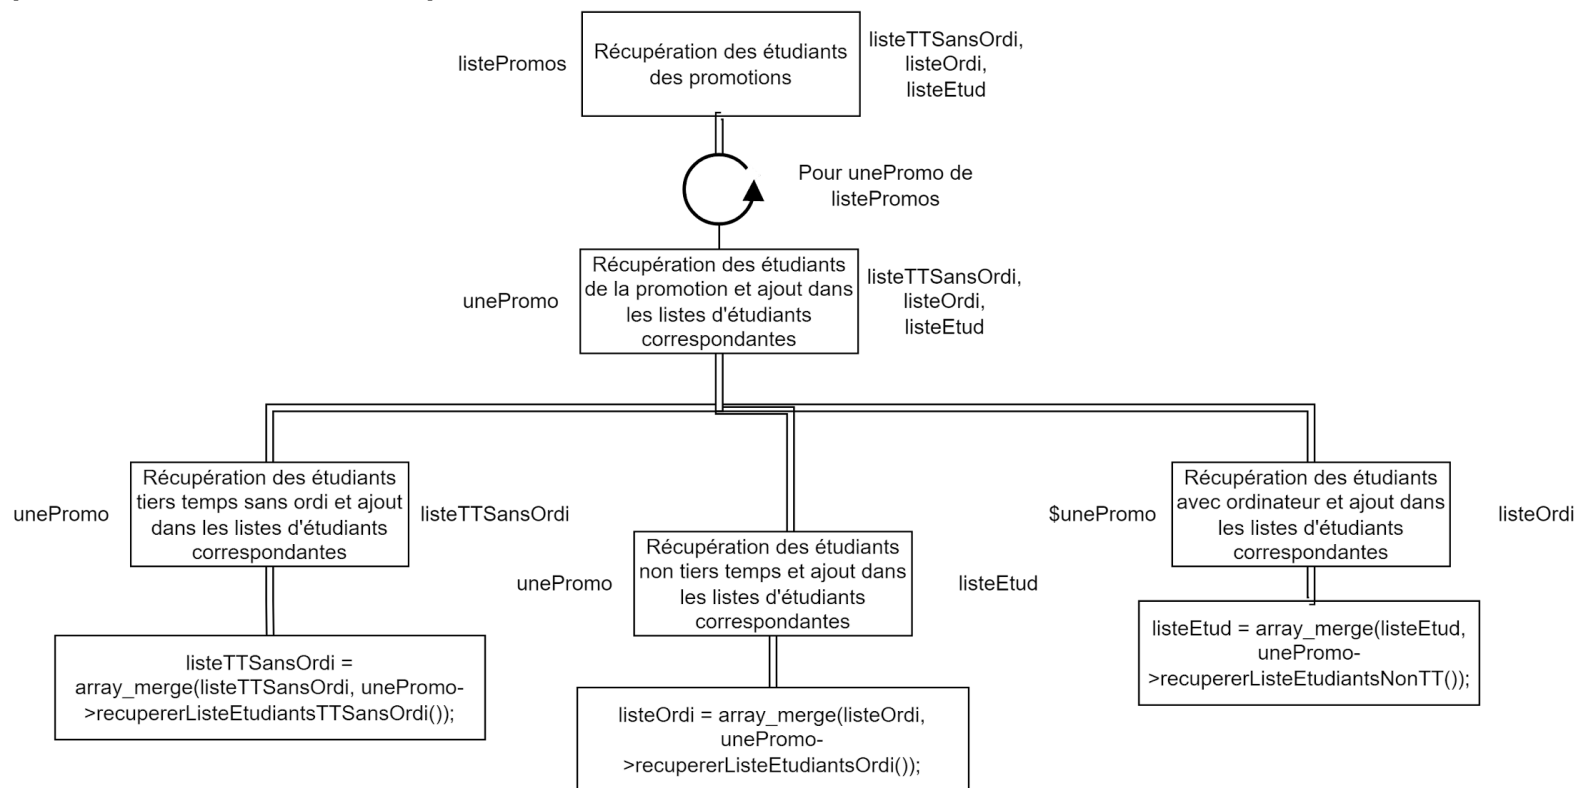 listePromos
Récupération des étudiants
des promotions
listeTTSansOrdi,
listeOrdi,
listeEtud
Pour unePromo de
listePromos
unePromo
Récupération des étudiants
de la promotion et ajout dans
les listes d'étudiants
correspondantes
listeTTSansOrdi,
listeOrdi,
listeEtud
unePromo
Récupération des étudiants
tiers temps sans ordi et ajout
dans les listes d'étudiants
correspondantes
listeTTSansOrdi
unePromo
Récupération des étudiants
non tiers temps et ajout dans
les listes d'étudiants
correspondantes
listeEtud
$unePromo
Récupération des étudiants
avec ordinateur et ajout dans
les listes d'étudiants
correspondantes
listeOrdi
listeTTSansOrdi =
array_merge(listeTTSansOrdi, unePromo-
>recupererListeEtudiantsTTSansOrdi());
listeOrdi = array_merge(listeOrdi,
unePromo-
>recupererListeEtudiantsOrdi());
listeEtud = array_merge(listeEtud,
unePromo-
>recupererListeEtudiantsNonTT());